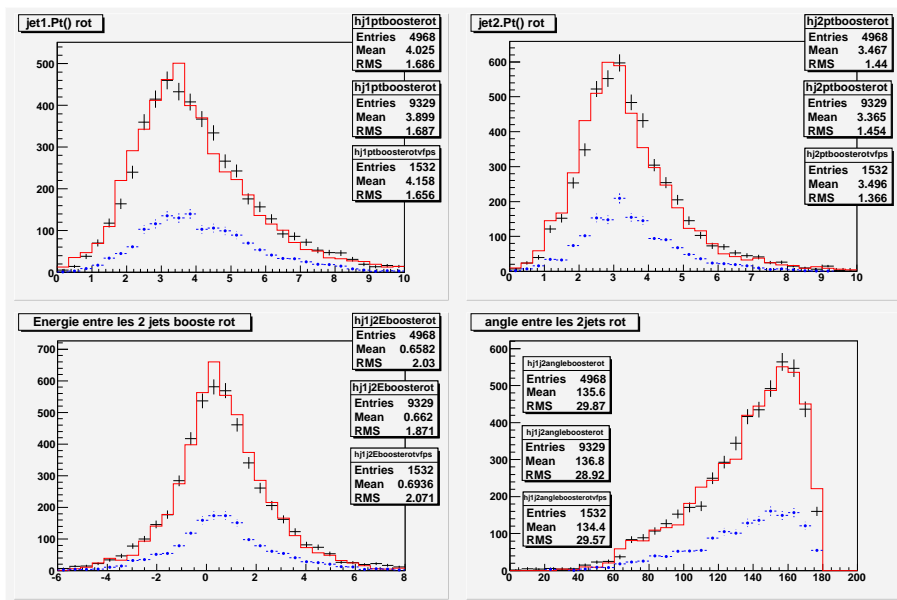 jet1.Pt() rot
hj1ptboosterot
Entries 4968
Mean 4.025
RMS 1.686
hj1ptboosterot
Entries 9329
Mean 3.899
RMS 1.687
hj1ptboosterotvfps
Entries 1532
Mean 4.158
RMS 1.656
500
400
300
200
100
0
0 1 2 3 4 5 6 7 8 9 10
jet2.Pt() rot
hj2ptboosterot
Entries 4968
Mean 3.467
RMS 1.44
hj2ptboosterot
Entries 9329
Mean 3.365
RMS 1.454
hj2ptboosterotvfps
Entries 1532
Mean 3.496
RMS 1.366
600
500
400
300
200
100
0
0 1 2 3 4 5 6 7 8 9 10
Energie entre les 2 jets booste rot
hj1j2Eboosterot
Entries 4968
Mean 0.6582
RMS 2.03
hj1j2Eboosterot
Entries 9329
Mean 0.662
RMS 1.871
hj1j2Eboosterotvfps
Entries 1532
Mean 0.6936
RMS 2.071
700
600
500
400
300
200
100
0
-6 -4 -2 0 2 4 6 8
angle entre les 2jets rot
hj1j2angleboosterot
Entries 4968
Mean 135.6
RMS 29.87
hj1j2angleboosterot
Entries 9329
Mean 136.8
RMS 28.92
hj1j2angleboosterotvfps
Entries 1532
Mean 134.4
RMS 29.57
600
500
400
300
200
100
0
0 20 40 60 80 100 120 140 160 180 200